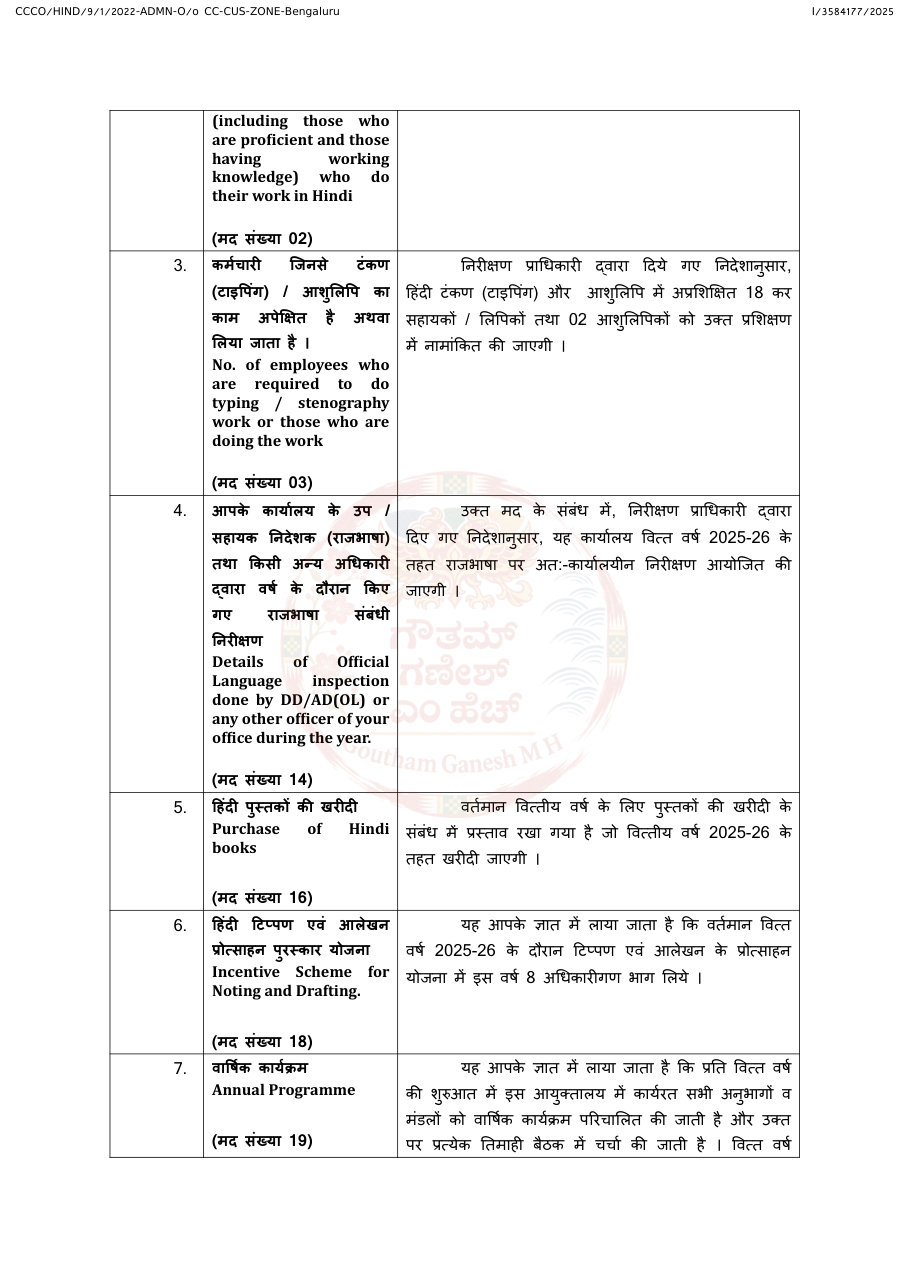 CCCO/HIND/9/1/2022-ADMN-O/o CC-CUS-ZONE-Bengaluru
I/3584177/2025
(including those who
are proficient and those
having working
knowledge) who do
their work in Hindi
(मद संख्या 02)
3.
कर्मचारी जिनसे टंकण
(टाइपिंग) / आशुलिपि का
काम अपेक्षित है अथवा
लिया जाता है ।
No. of employees who
are required to do
typing / stenography
work or those who are
doing the work
(मद संख्या 03)
निरीक्षण प्राधिकारी द्वारा दिये गए निदेशानुसार,
हिंदी टंकण (टाइपिंग) और आशुलिपि में अप्रशिक्षित 18 कर
सहायकों / लिपिकों तथा 02 आशुलिपिकों को उक्त प्रशिक्षण
में नामांकित की जाएगी ।
4.
आपके कार्यालय के उप /
सहायक निदेशक (राजभाषा)
तथा किसी अन्य अधिकारी
द्वारा वर्ष के दौरान किए
गए राजभाषा संबंधी
निरीक्षण
Details of Official
Language inspection
done by DD/AD(OL) or
any other officer of your
office during the year.
(मद संख्या 14)
उक्त मद के संबंध में, निरीक्षण प्राधिकारी द्वारा
दिए गए निदेशानुसार, यह कार्यालय वित्त वर्ष 2025-26 के
तहत राजभाषा पर अत:-कार्यालयीन निरीक्षण आयोजित की
जाएगी ।
ಗೌತಮ್
ಗಣೇಶ್
ಎಂ ಹೆಚ್
Goutham Ganesh M H
5.
हिंदी पुस्तकों की खरीदी
Purchase of Hindi
books
(मद संख्या 16)
वर्तमान वित्तीय वर्ष के लिए पुस्तकों की खरीदी के
संबंध में प्रस्ताव रखा गया है जो वित्तीय वर्ष 2025-26 के
तहत खरीदी जाएगी ।
6.
हिंदी टिप्पण एवं आलेखन
प्रोत्साहन पुरस्कार योजना
Incentive Scheme for
Noting and Drafting.
(मद संख्या 18)
यह आपके ज्ञात में लाया जाता है कि वर्तमान वित्त
वर्ष 2025-26 के दौरान टिप्पण एवं आलेखन के प्रोत्साहन
योजना में इस वर्ष 8 अधिकारीगण भाग लिये ।
7.
वार्षिक कार्यक्रम
Annual Programme
(मद संख्या 19)
यह आपके ज्ञात में लाया जाता है कि प्रति वित्त वर्ष
की शुरुआत में इस आयुक्तालय में कार्यरत सभी अनुभागों व
मंडलों को वार्षिक कार्यक्रम परिचालित की जाती है और उक्त
पर प्रत्येक तिमाही बैठक में चर्चा की जाती है । वित्त वर्ष